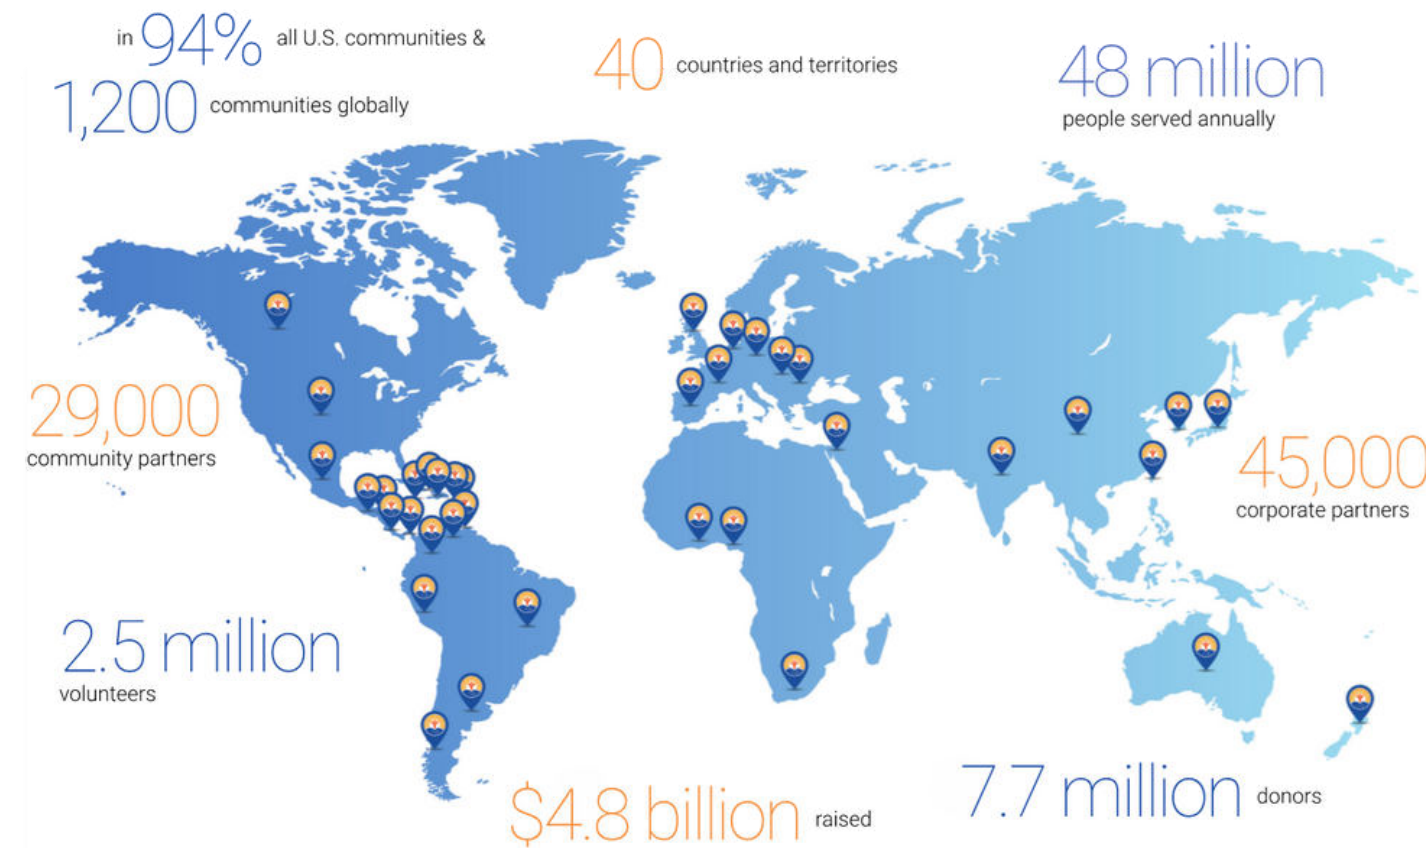 in 94% all U.S. communities &
1,200 communities globally
40 countries and territories
48 million
people served annually
29,000
community partners
45,000
corporate partners
2.5 million
volunteers
$4.8 billion raised
7.7 million donors